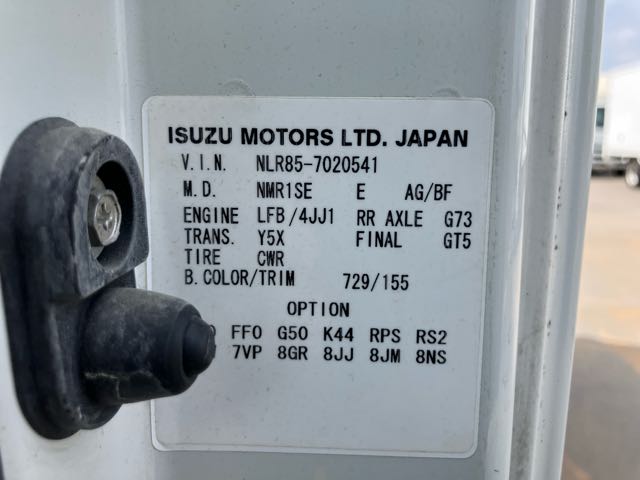 ISUZU MOTORS LTD. JAPAN
V.I.N. NLR85-7020541
M.D. NMR1SE E AG/BF
ENGINE LFB/4JJ1 RR AXLE G73
TRANS. Y5X FINAL GT5
TIRE CWR
B.COLOR/TRIM 729/155
OPTION
FFO G50 K44 RPS RS2
7VP 8GR 8JJ 8JM 8NS